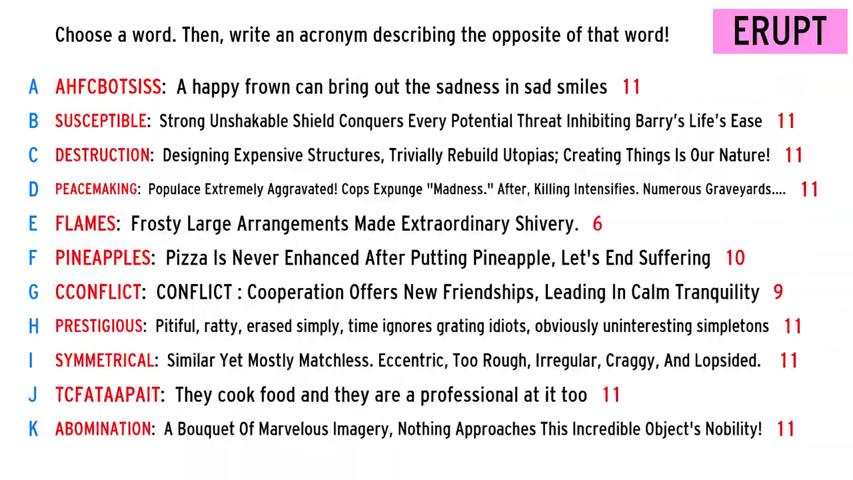 Choose a word. Then, write an acronym describing the opposite of that word!
ERUPT
A AHFCBOTSISS: A happy frown can bring out the sadness in sad smiles 11
B SUSCEPTIBLE: Strong Unshakable Shield Conquers Every Potential Threat Inhibiting Barry's Life's Ease 11
C DESTRUCTION: Designing Expensive Structures, Trivially Rebuild Utopias; Creating Things Is Our Nature! 11
D PEACEMAKING: Populace Extremely Aggravated! Cops Expunge "Madness." After, Killing Intensifies. Numerous Graveyards.... 11
E FLAMES: Frosty Large Arrangements Made Extraordinary Shivery. 6
F PINEAPPLES: Pizza Is Never Enhanced After Putting Pineapple, Let's End Suffering 10
G CCONFLICT: CONFLICT : Cooperation Offers New Friendships, Leading In Calm Tranquility 9
H PRESTIGIOUS: Pitiful, ratty, erased simply, time ignores grating idiots, obviously uninteresting simpletons 11
I SYMMETRICAL: Similar Yet Mostly Matchless. Eccentric, Too Rough, Irregular, Craggy, And Lopsided. 11
J TCFATAAPAIT: They cook food and they are a professional at it too 11
K ABOMINATION: A Bouquet Of Marvelous Imagery, Nothing Approaches This Incredible Object's Nobility! 11